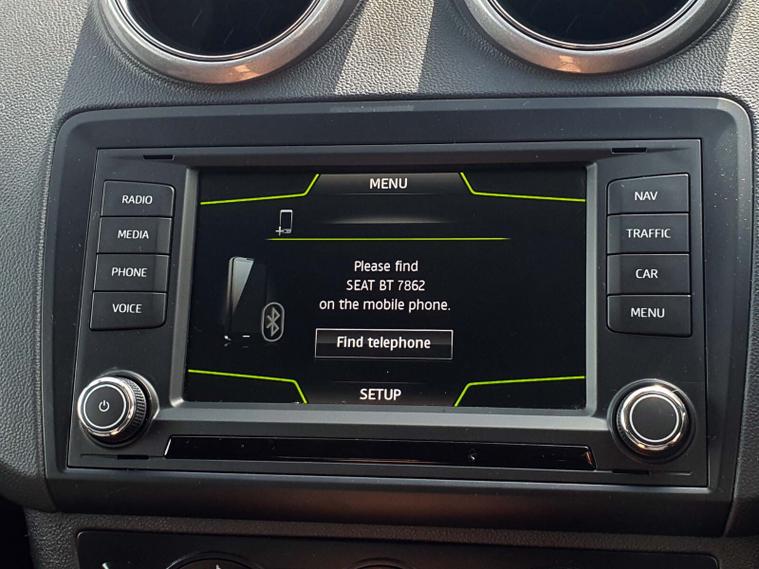 MENU
Please find
SEAT BT 7862
on the mobile phone.
Find telephone
SETUP
RADIO
MEDIA
PHONE
VOICE
NAV
TRAFFIC
CAR
MENU